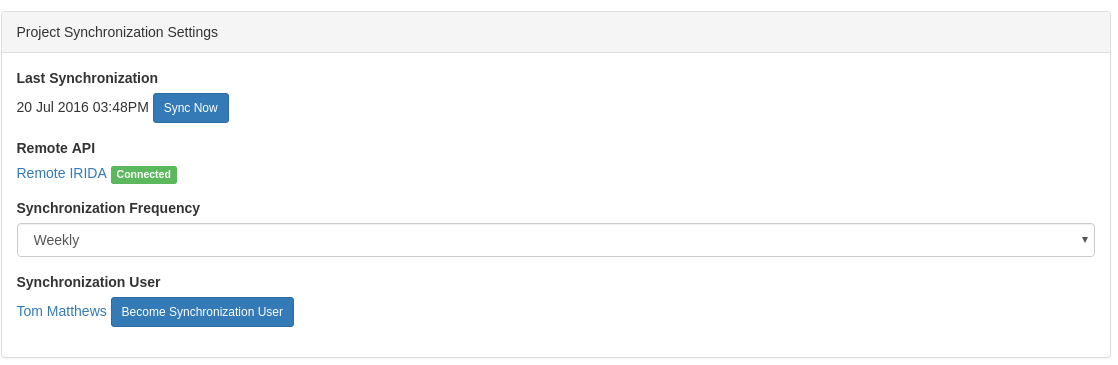 Project Synchronization Settings
Last Synchronization
20 Jul 2016 03:48PM Sync Now
Remote API
Remote IRIDA Connected
Synchronization Frequency
Weekly
Synchronization User
Tom Matthews Become Synchronization User